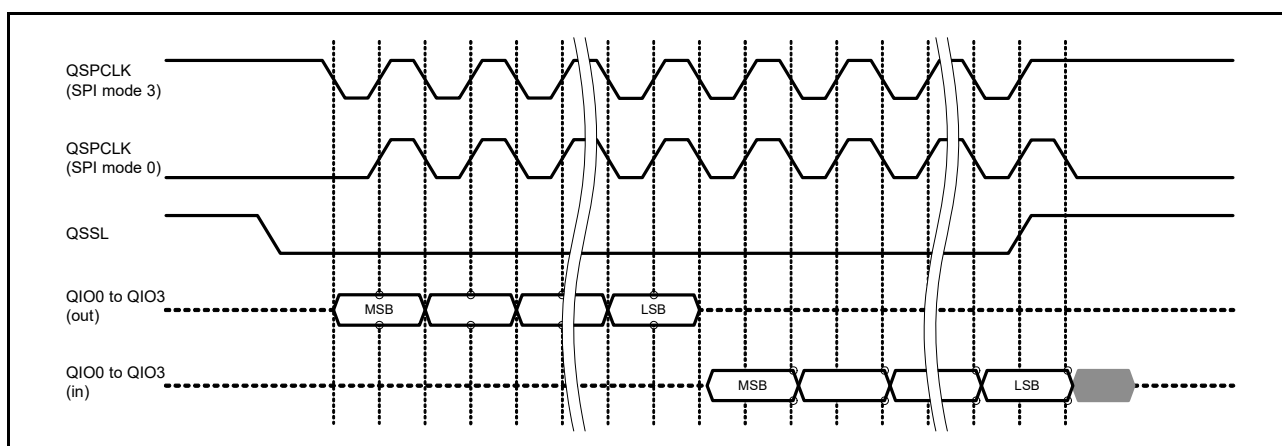 QSPCLK
(SPI mode 3)
QSPCLK
(SPI mode 0)
QSSL
QIO0 to QIO3
(out)
MSB
LSB
QIO0 to QIO3
(in)
MSB
LSB